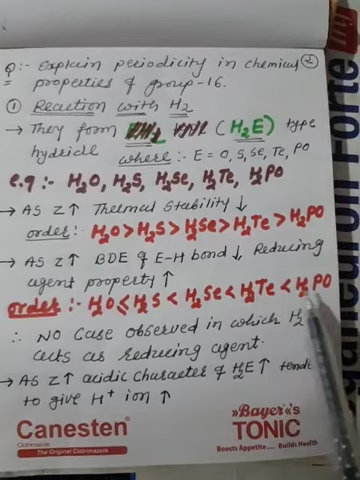 Q:- Explain periodicity in chemical
properties of group-16.
① Reaction with H2
→ They form (H2E) type
hydride where:- E = O, S, Se, Te, PO
e.g:- H2O, H2S, H2Se, H2Te, H2PO
→ AS Z↑ Thermal Stability ↓
order:- H2O > H2S > H2Se > H2Te > H2PO
→ AS Z↑ BDE of E-H bond ↓ Reducing
agent property ↑
order:- H2O < H2S < H2Se < H2Te < H2PO
∴ NO Case observed in which H2
acts as reducing agent.
→ AS Z↑ acidic character of H2E ↑
to give H+ ion ↑
Canesten
Clotrimazole
The Original Clotrimazole
»Bayer«'s
TONIC
Boosts Appetite... Builds Health